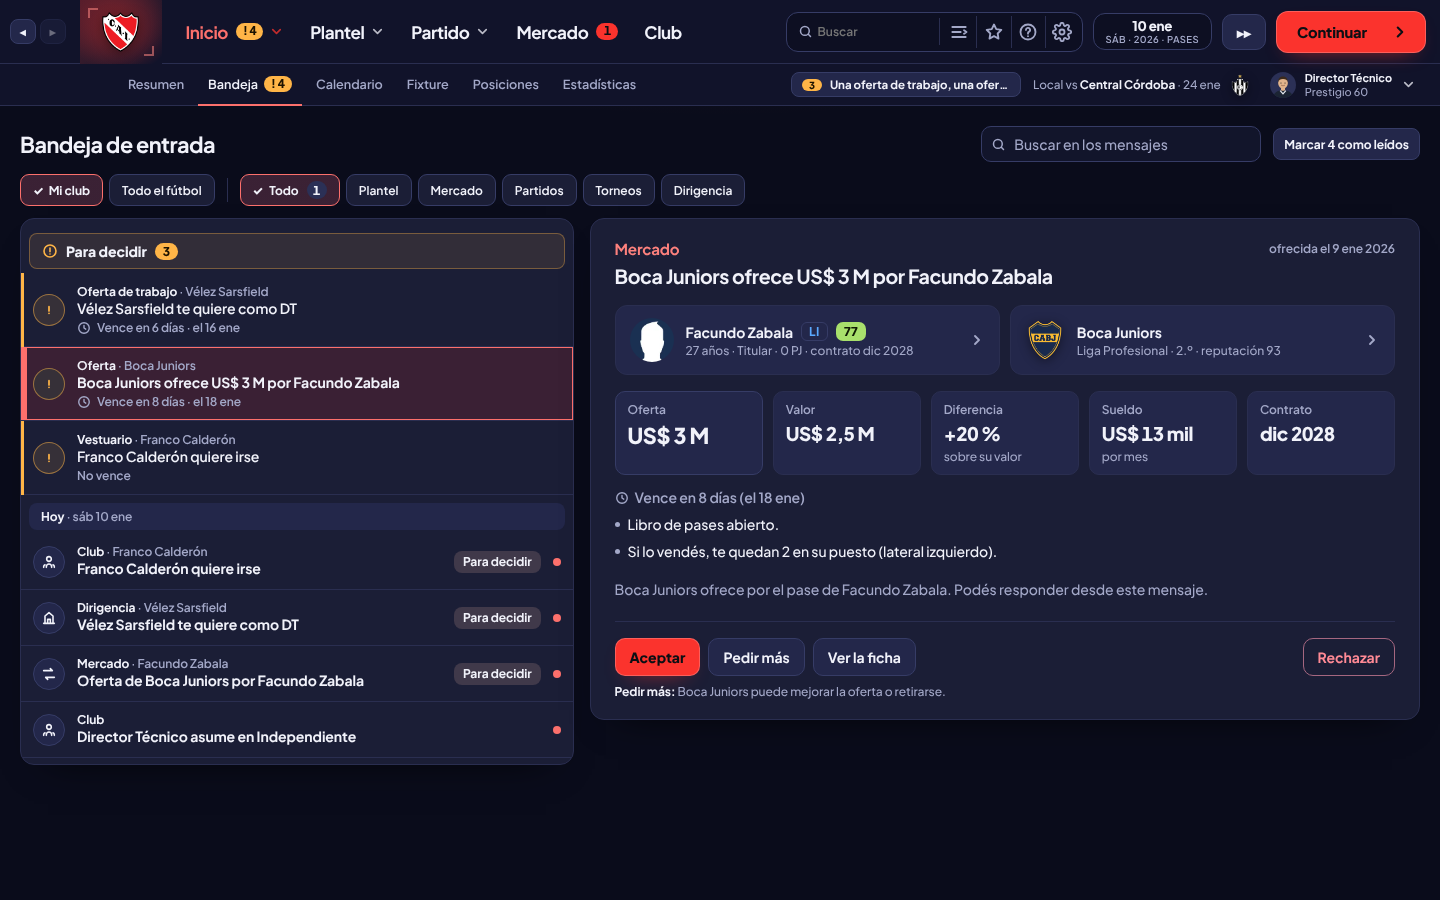 Inicio !4
Plantel
Partido
Mercado 1
Club
Buscar
10 ene
SÁB · 2026 · PASES
Continuar
Resumen
Bandeja !4
Calendario
Fixture
Posiciones
Estadísticas
3 Una oferta de trabajo, una ofer...
Local vs Central Córdoba · 24 ene
Director Técnico
Prestigio 60
Bandeja de entrada
Buscar en los mensajes
Marcar 4 como leídos
Mi club
Todo el fútbol
Todo 1
Plantel
Mercado
Partidos
Torneos
Dirigencia
Para decidir 3
Oferta de trabajo · Vélez Sarsfield
Vélez Sarsfield te quiere como DT
Vence en 6 días · el 16 ene
Oferta · Boca Juniors
Boca Juniors ofrece US$ 3 M por Facundo Zabala
Vence en 8 días · el 18 ene
Vestuario · Franco Calderón
Franco Calderón quiere irse
No vence
Hoy · sáb 10 ene
Club · Franco Calderón
Franco Calderón quiere irse
Para decidir
Dirigencia · Vélez Sarsfield
Vélez Sarsfield te quiere como DT
Para decidir
Mercado · Facundo Zabala
Oferta de Boca Juniors por Facundo Zabala
Para decidir
Club
Director Técnico asume en Independiente
Mercado
ofrecida el 9 ene 2026
Boca Juniors ofrece US$ 3 M por Facundo Zabala
Facundo Zabala LI 77
27 años · Titular · 0 PJ · contrato dic 2028
CABJ
Boca Juniors
Liga Profesional · 2.º · reputación 93
Oferta
US$ 3 M
Valor
US$ 2,5 M
Diferencia
+20 %
sobre su valor
Sueldo
US$ 13 mil
por mes
Contrato
dic 2028
Vence en 8 días (el 18 ene)
• Libro de pases abierto.
• Si lo vendés, te quedan 2 en su puesto (lateral izquierdo).
Boca Juniors ofrece por el pase de Facundo Zabala. Podés responder desde este mensaje.
Aceptar
Pedir más
Ver la ficha
Rechazar
Pedir más: Boca Juniors puede mejorar la oferta o retirarse.